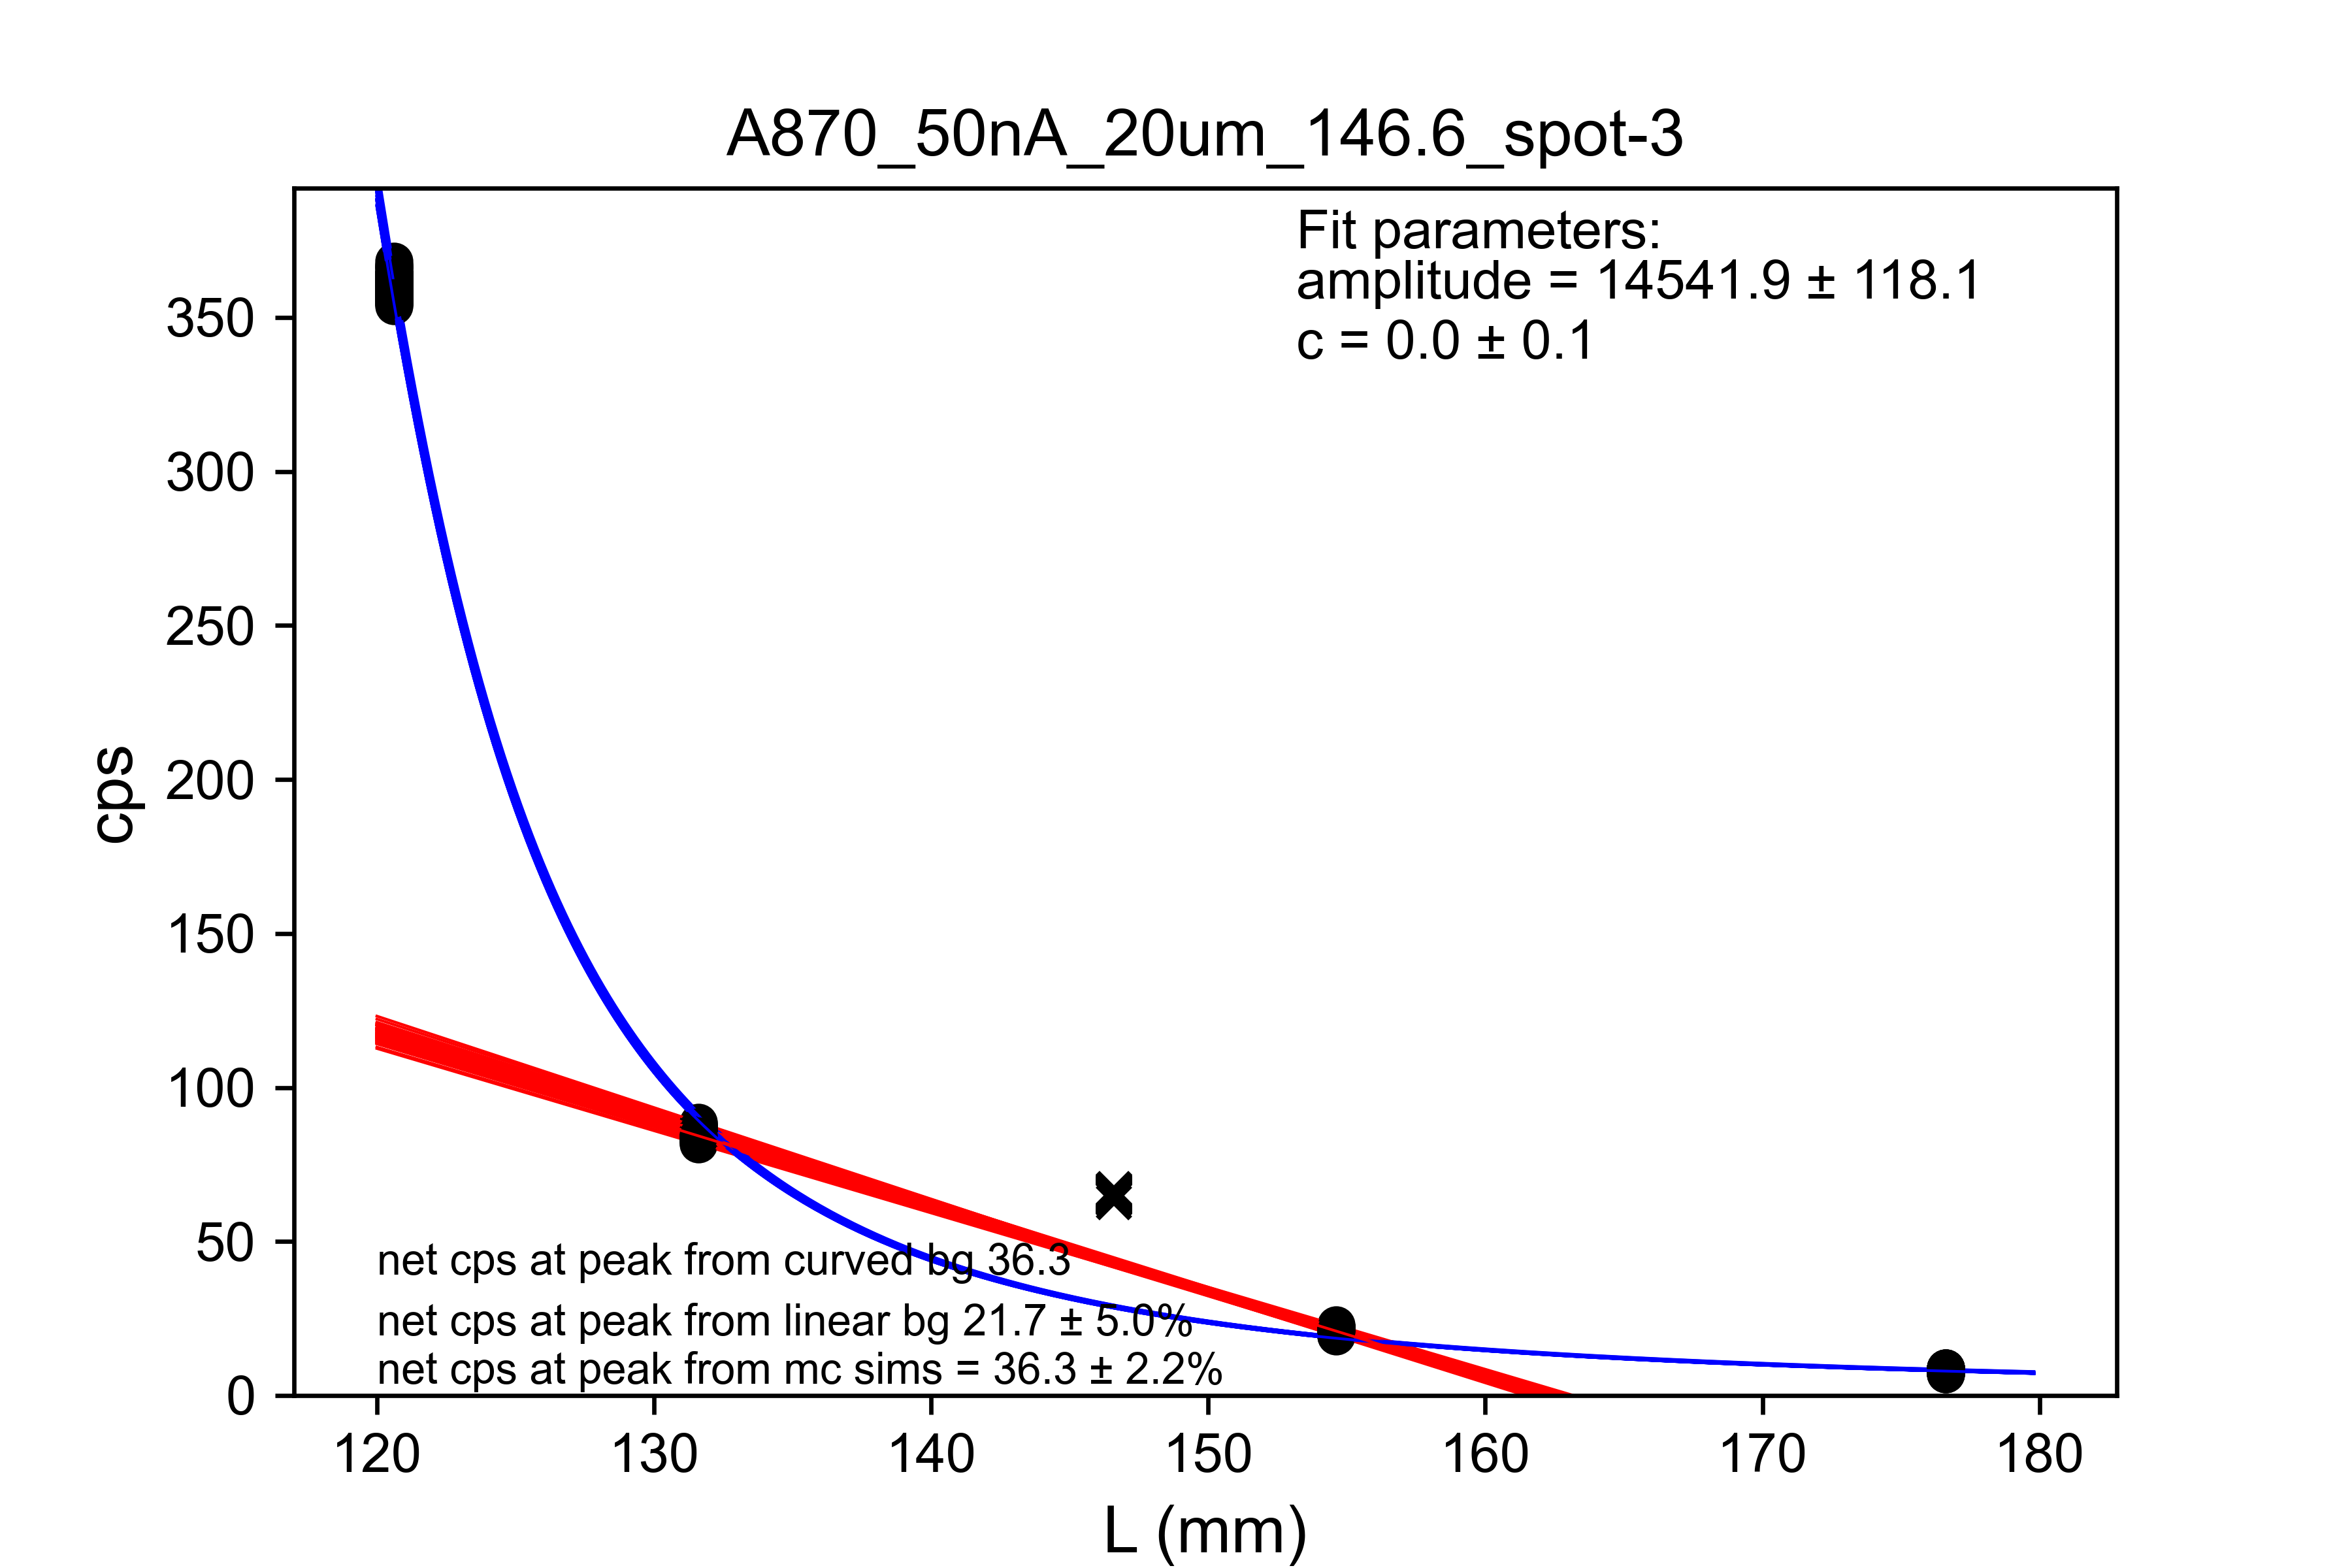 A870_50nA_20um_146.6_spot-3
Fit parameters:
amplitude = 14541.9 ± 118.1
c = 0.0 ± 0.1
350
300
250
200
150
100
50
0
cps
net cps at peak from curved bg 36.3
net cps at peak from linear bg 21.7 ± 5.0%
net cps at peak from mc sims = 36.3 ± 2.2%
120 130 140 150 160 170 180
L (mm)